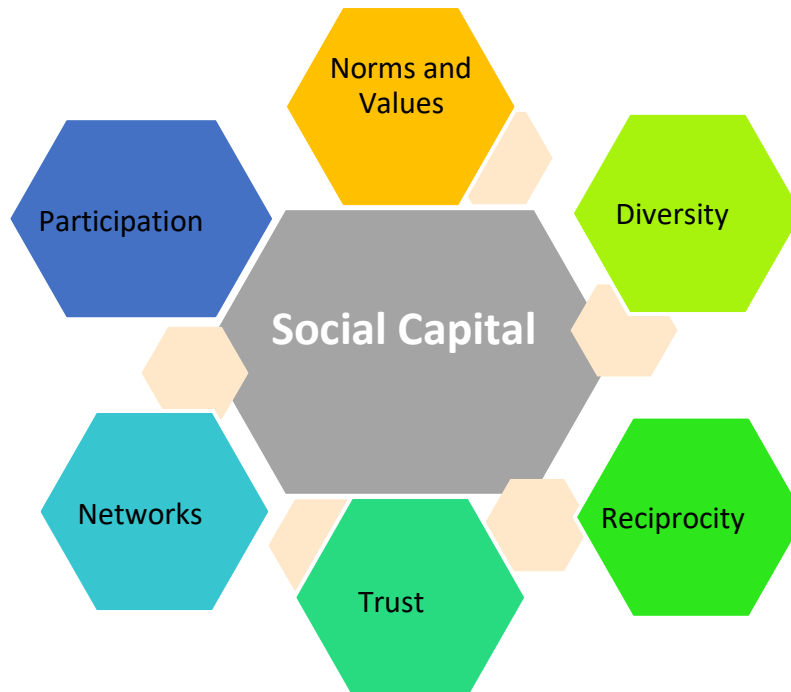 Norms and
Values
Participation
Diversity
Social Capital
Networks
Reciprocity
Trust